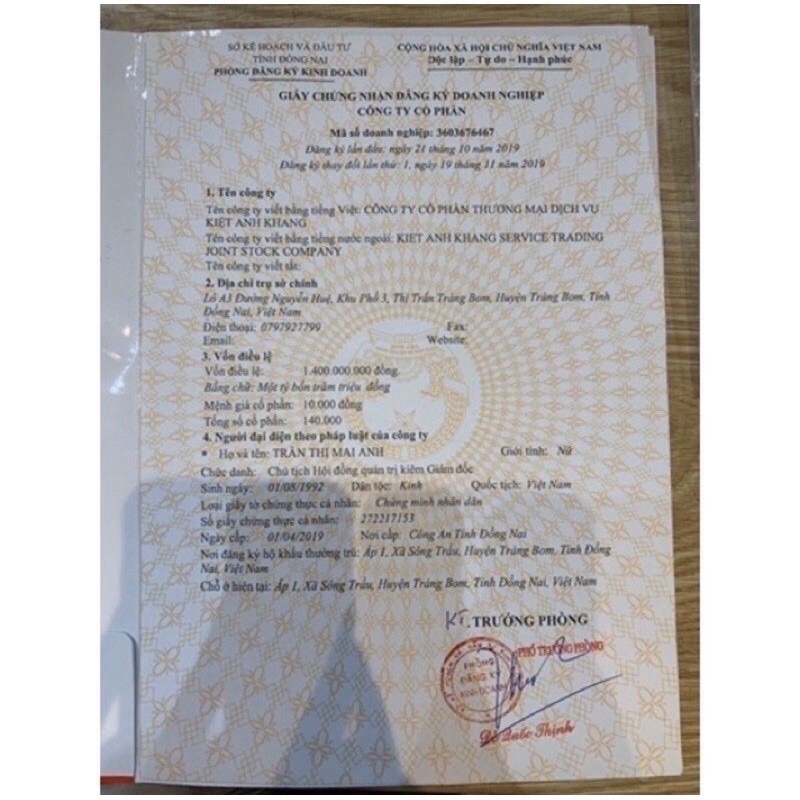 SỞ KẾ HOẠCH VÀ ĐẦU TƯ
TỈNH ĐỒNG NAI
PHÒNG ĐĂNG KÝ KINH DOANH
CỘNG HÒA XÃ HỘI CHỦ NGHĨA VIỆT NAM
Độc lập - Tự do - Hạnh phúc
GIẤY CHỨNG NHẬN ĐĂNG KÝ DOANH NGHIỆP
CÔNG TY CỔ PHẦN
Mã số doanh nghiệp: 3603676467
Đăng ký lần đầu: ngày 21 tháng 10 năm 2019
Đăng ký thay đổi lần thứ: 1, ngày 19 tháng 11 năm 2019
1. Tên công ty
Tên công ty viết bằng tiếng Việt: CÔNG TY CỔ PHẦN THƯƠNG MẠI DỊCH VỤ
KIỆT ANH KHANG
Tên công ty viết bằng tiếng nước ngoài: KIET ANH KHANG SERVICE TRADING
JOINT STOCK COMPANY
Tên công ty viết tắt:
2. Địa chỉ trụ sở chính
Lô A3 Đường Nguyễn Huệ, Khu Phố 3, Thị Trấn Trảng Bom, Huyện Trảng Bom, Tỉnh
Đồng Nai, Việt Nam
Điện thoại: 0797927799 Fax:
Email: Website:
3. Vốn điều lệ
Vốn điều lệ: 1.400.000.000 đồng.
Bằng chữ: Một tỷ bốn trăm triệu đồng
Mệnh giá cổ phần: 10.000 đồng
Tổng số cổ phần: 140.000
4. Người đại diện theo pháp luật của công ty
* Họ và tên: TRẦN THỊ MAI ANH Giới tính: Nữ
Chức danh: Chủ tịch Hội đồng quản trị kiêm Giám đốc
Sinh ngày: 01/08/1992 Dân tộc: Kinh Quốc tịch: Việt Nam
Loại giấy tờ chứng thực cá nhân: Chứng minh nhân dân
Số giấy chứng thực cá nhân: 272217153
Ngày cấp: 01/04/2019 Nơi cấp: Công An Tỉnh Đồng Nai
Nơi đăng ký hộ khẩu thường trú: Ấp 1, Xã Sông Trầu, Huyện Trảng Bom, Tỉnh Đồng
Nai, Việt Nam
Chỗ ở hiện tại: Ấp 1, Xã Sông Trầu, Huyện Trảng Bom, Tỉnh Đồng Nai, Việt Nam
KT. TRƯỞNG PHÒNG
PHÓ TRƯỞNG PHÒNG
PHÒNG
ĐĂNG KÝ
KINH DOANH
Quốc Thịnh